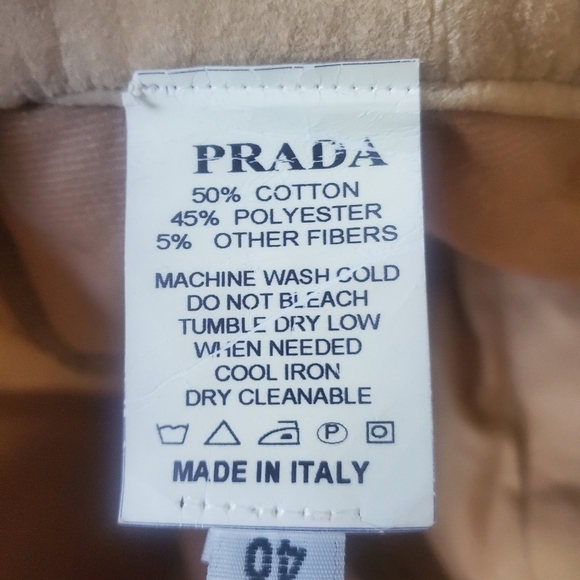 PRADA
50% COTTON
45% POLYESTER
5% OTHER FIBERS
MACHINE WASH COLD
DO NOT BLEACH
TUMBLE DRY LOW
WHEN NEEDED
COOL IRON
DRY CLEANABLE
P
MADE IN ITALY
40